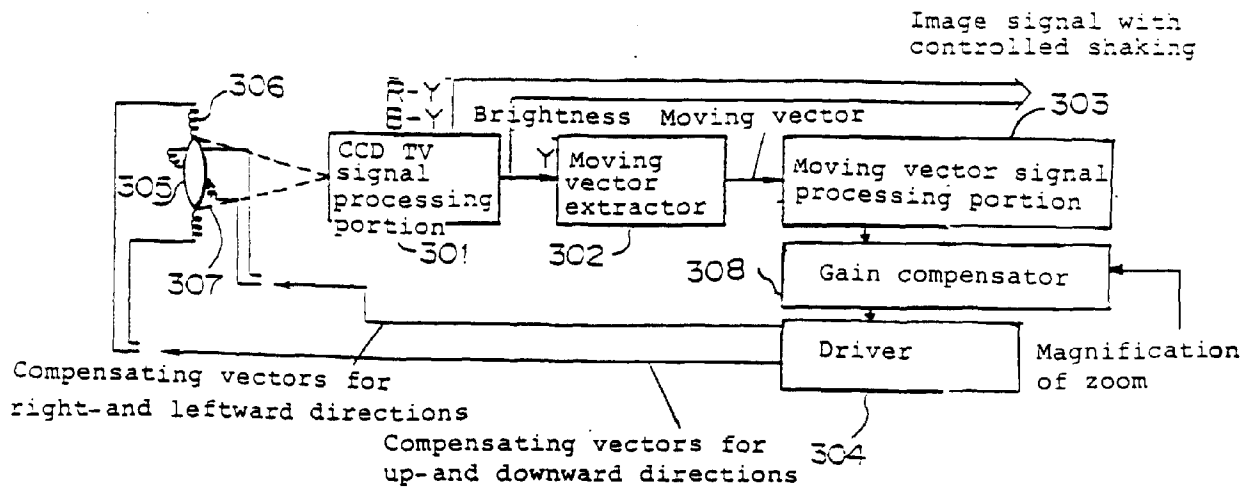 Image signal with
controlled shaking
306
R-Y
B-Y
Brightness
Moving vector
303
305
CCD TV
signal
processing
portion
Y
Moving
vector
extractor
Moving vector signal
processing portion
301
302
307
308
Gain compensator
Driver
Magnification
of zoom
Compensating vectors for
right-and leftward directions
304
Compensating vectors for
up-and downward directions